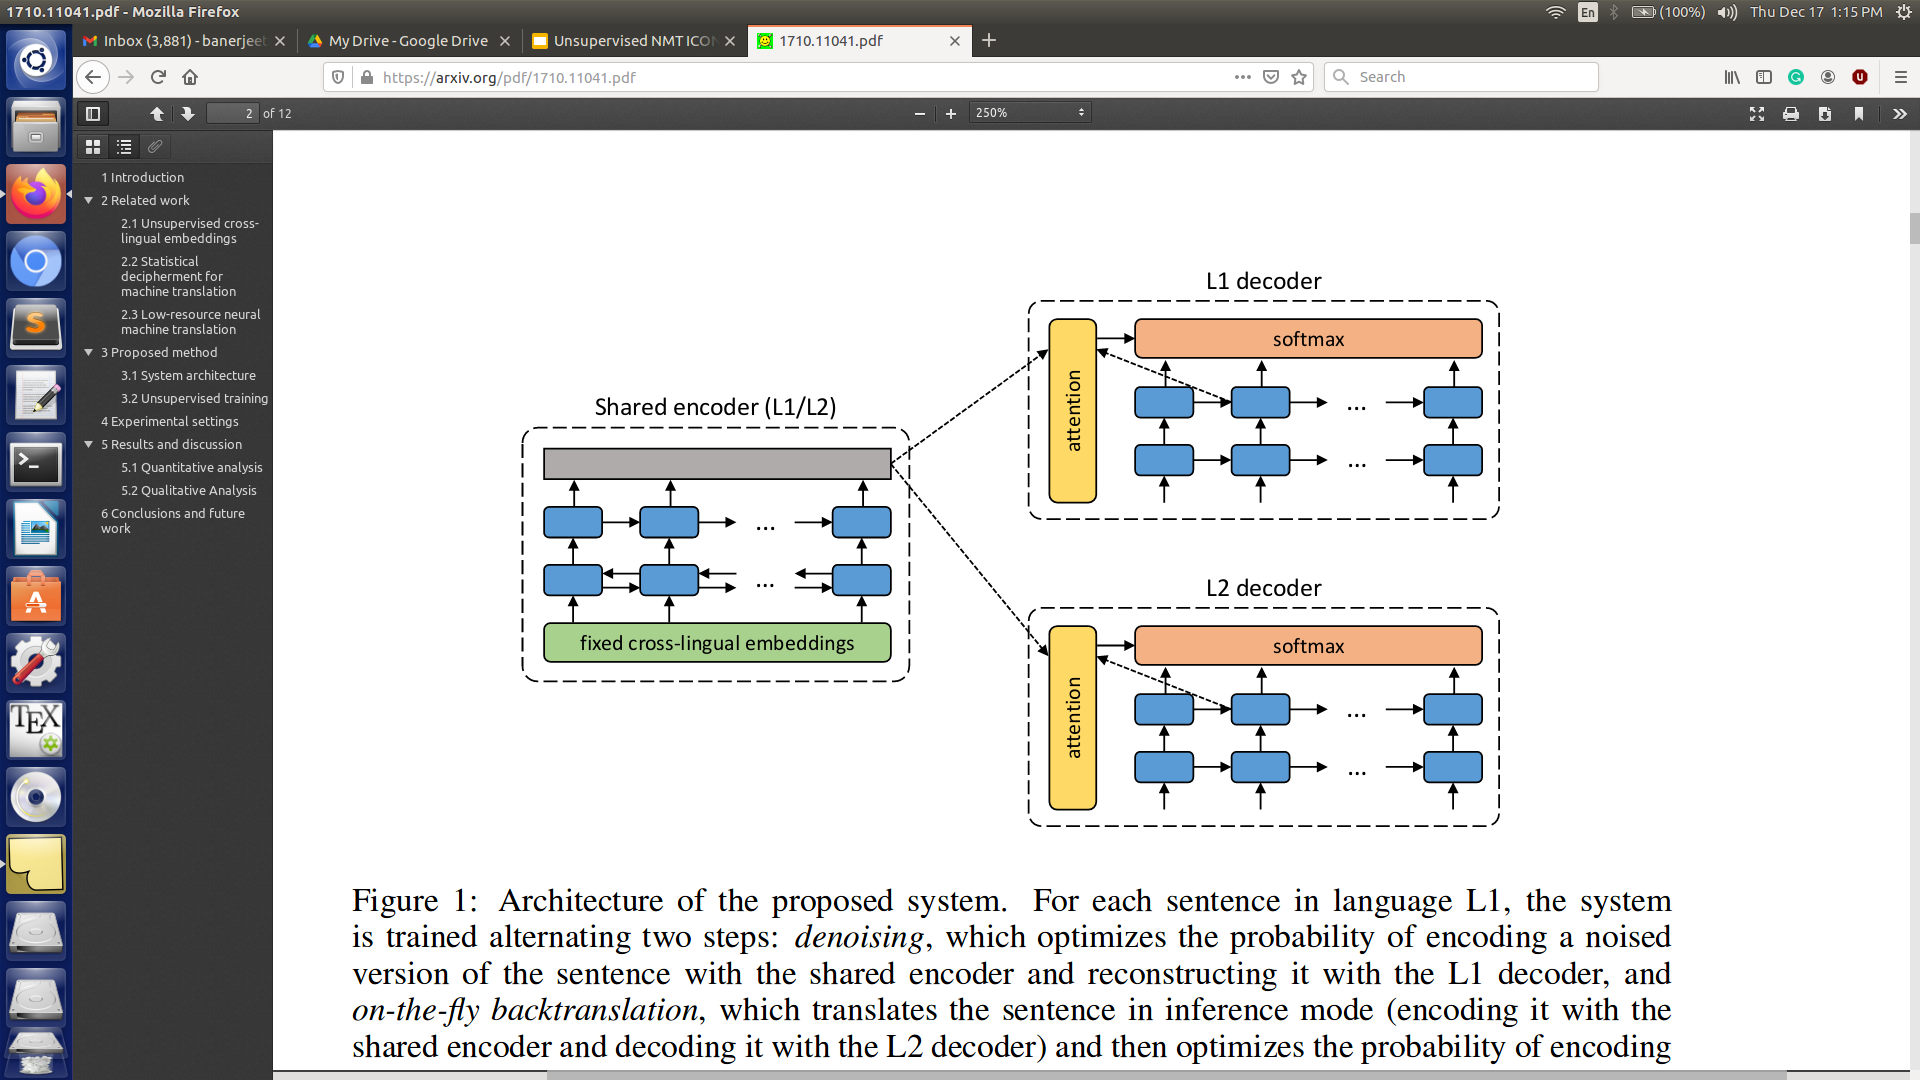 1710.11041.pdf - Mozilla Firefox
En
(100%)
Thu Dec 17 1:15 PM
Inbox (3,881) - banerjeet
My Drive - Google Drive
Unsupervised NMT ICON
1710.11041.pdf
https://arxiv.org/pdf/1710.11041.pdf
Search
2 of 12
250%
1 Introduction
2 Related work
2.1 Unsupervised cross-
lingual embeddings
2.2 Statistical
decipherment for
machine translation
2.3 Low-resource neural
machine translation
3 Proposed method
3.1 System architecture
3.2 Unsupervised training
4 Experimental settings
5 Results and discussion
5.1 Quantitative analysis
5.2 Qualitative Analysis
6 Conclusions and future
work
TEX
Shared encoder (L1/L2)
...
...
fixed cross-lingual embeddings
L1 decoder
attention
softmax
...
...
L2 decoder
attention
softmax
...
...
Figure 1: Architecture of the proposed system. For each sentence in language L1, the system
is trained alternating two steps: denoising, which optimizes the probability of encoding a noised
version of the sentence with the shared encoder and reconstructing it with the L1 decoder, and
on-the-fly backtranslation, which translates the sentence in inference mode (encoding it with the
shared encoder and decoding it with the L2 decoder) and then optimizes the probability of encoding